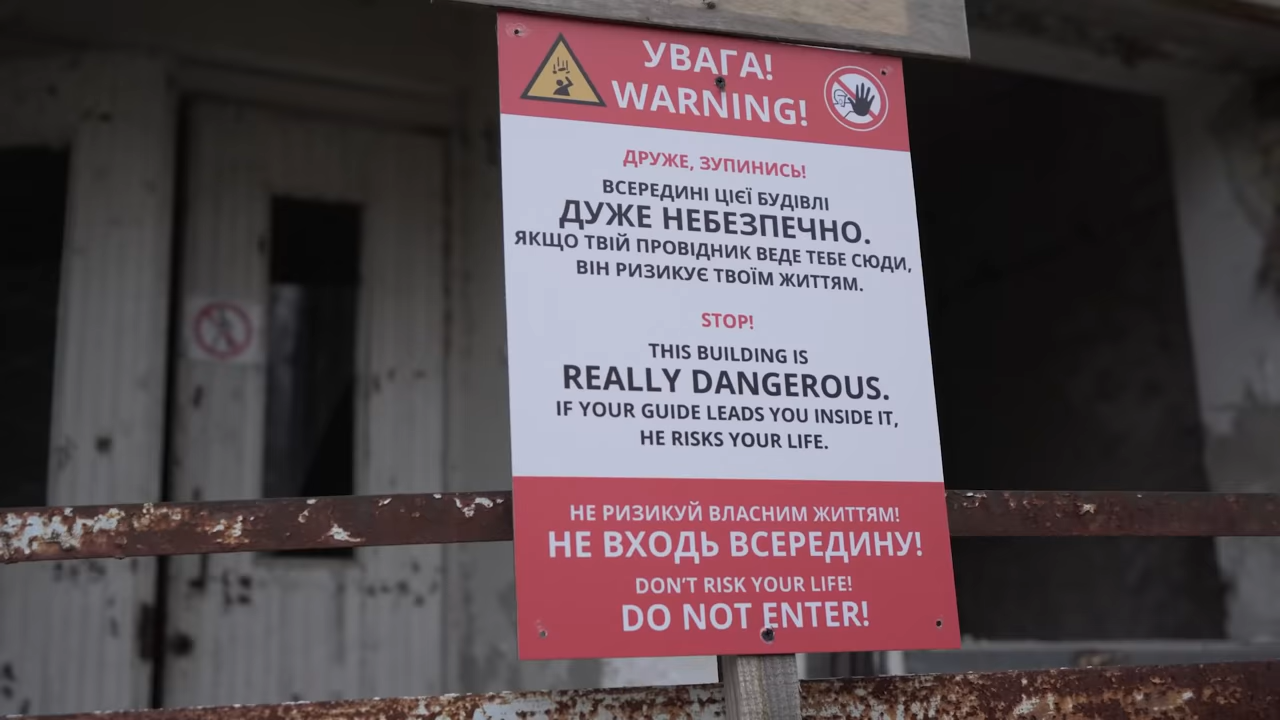 УВАГА!
WARNING!
ДРУЖЕ, ЗУПИНИСЬ!
ВСЕРЕДИНІ ЦІЄЇ БУДІВЛІ
ДУЖЕ НЕБЕЗПЕЧНО.
ЯКЩО ТВІЙ ПРОВІДНИК ВЕДЕ ТЕБЕ СЮДИ,
ВІН РИЗИКУЄ ТВОЇМ ЖИТТЯМ.
STOP!
THIS BUILDING IS
REALLY DANGEROUS.
IF YOUR GUIDE LEADS YOU INSIDE IT,
HE RISKS YOUR LIFE.
НЕ РИЗИКУЙ ВЛАСНИМ ЖИТТЯМ!
НЕ ВХОДЬ ВСЕРЕДИНУ!
DON'T RISK YOUR LIFE!
DO NOT ENTER!